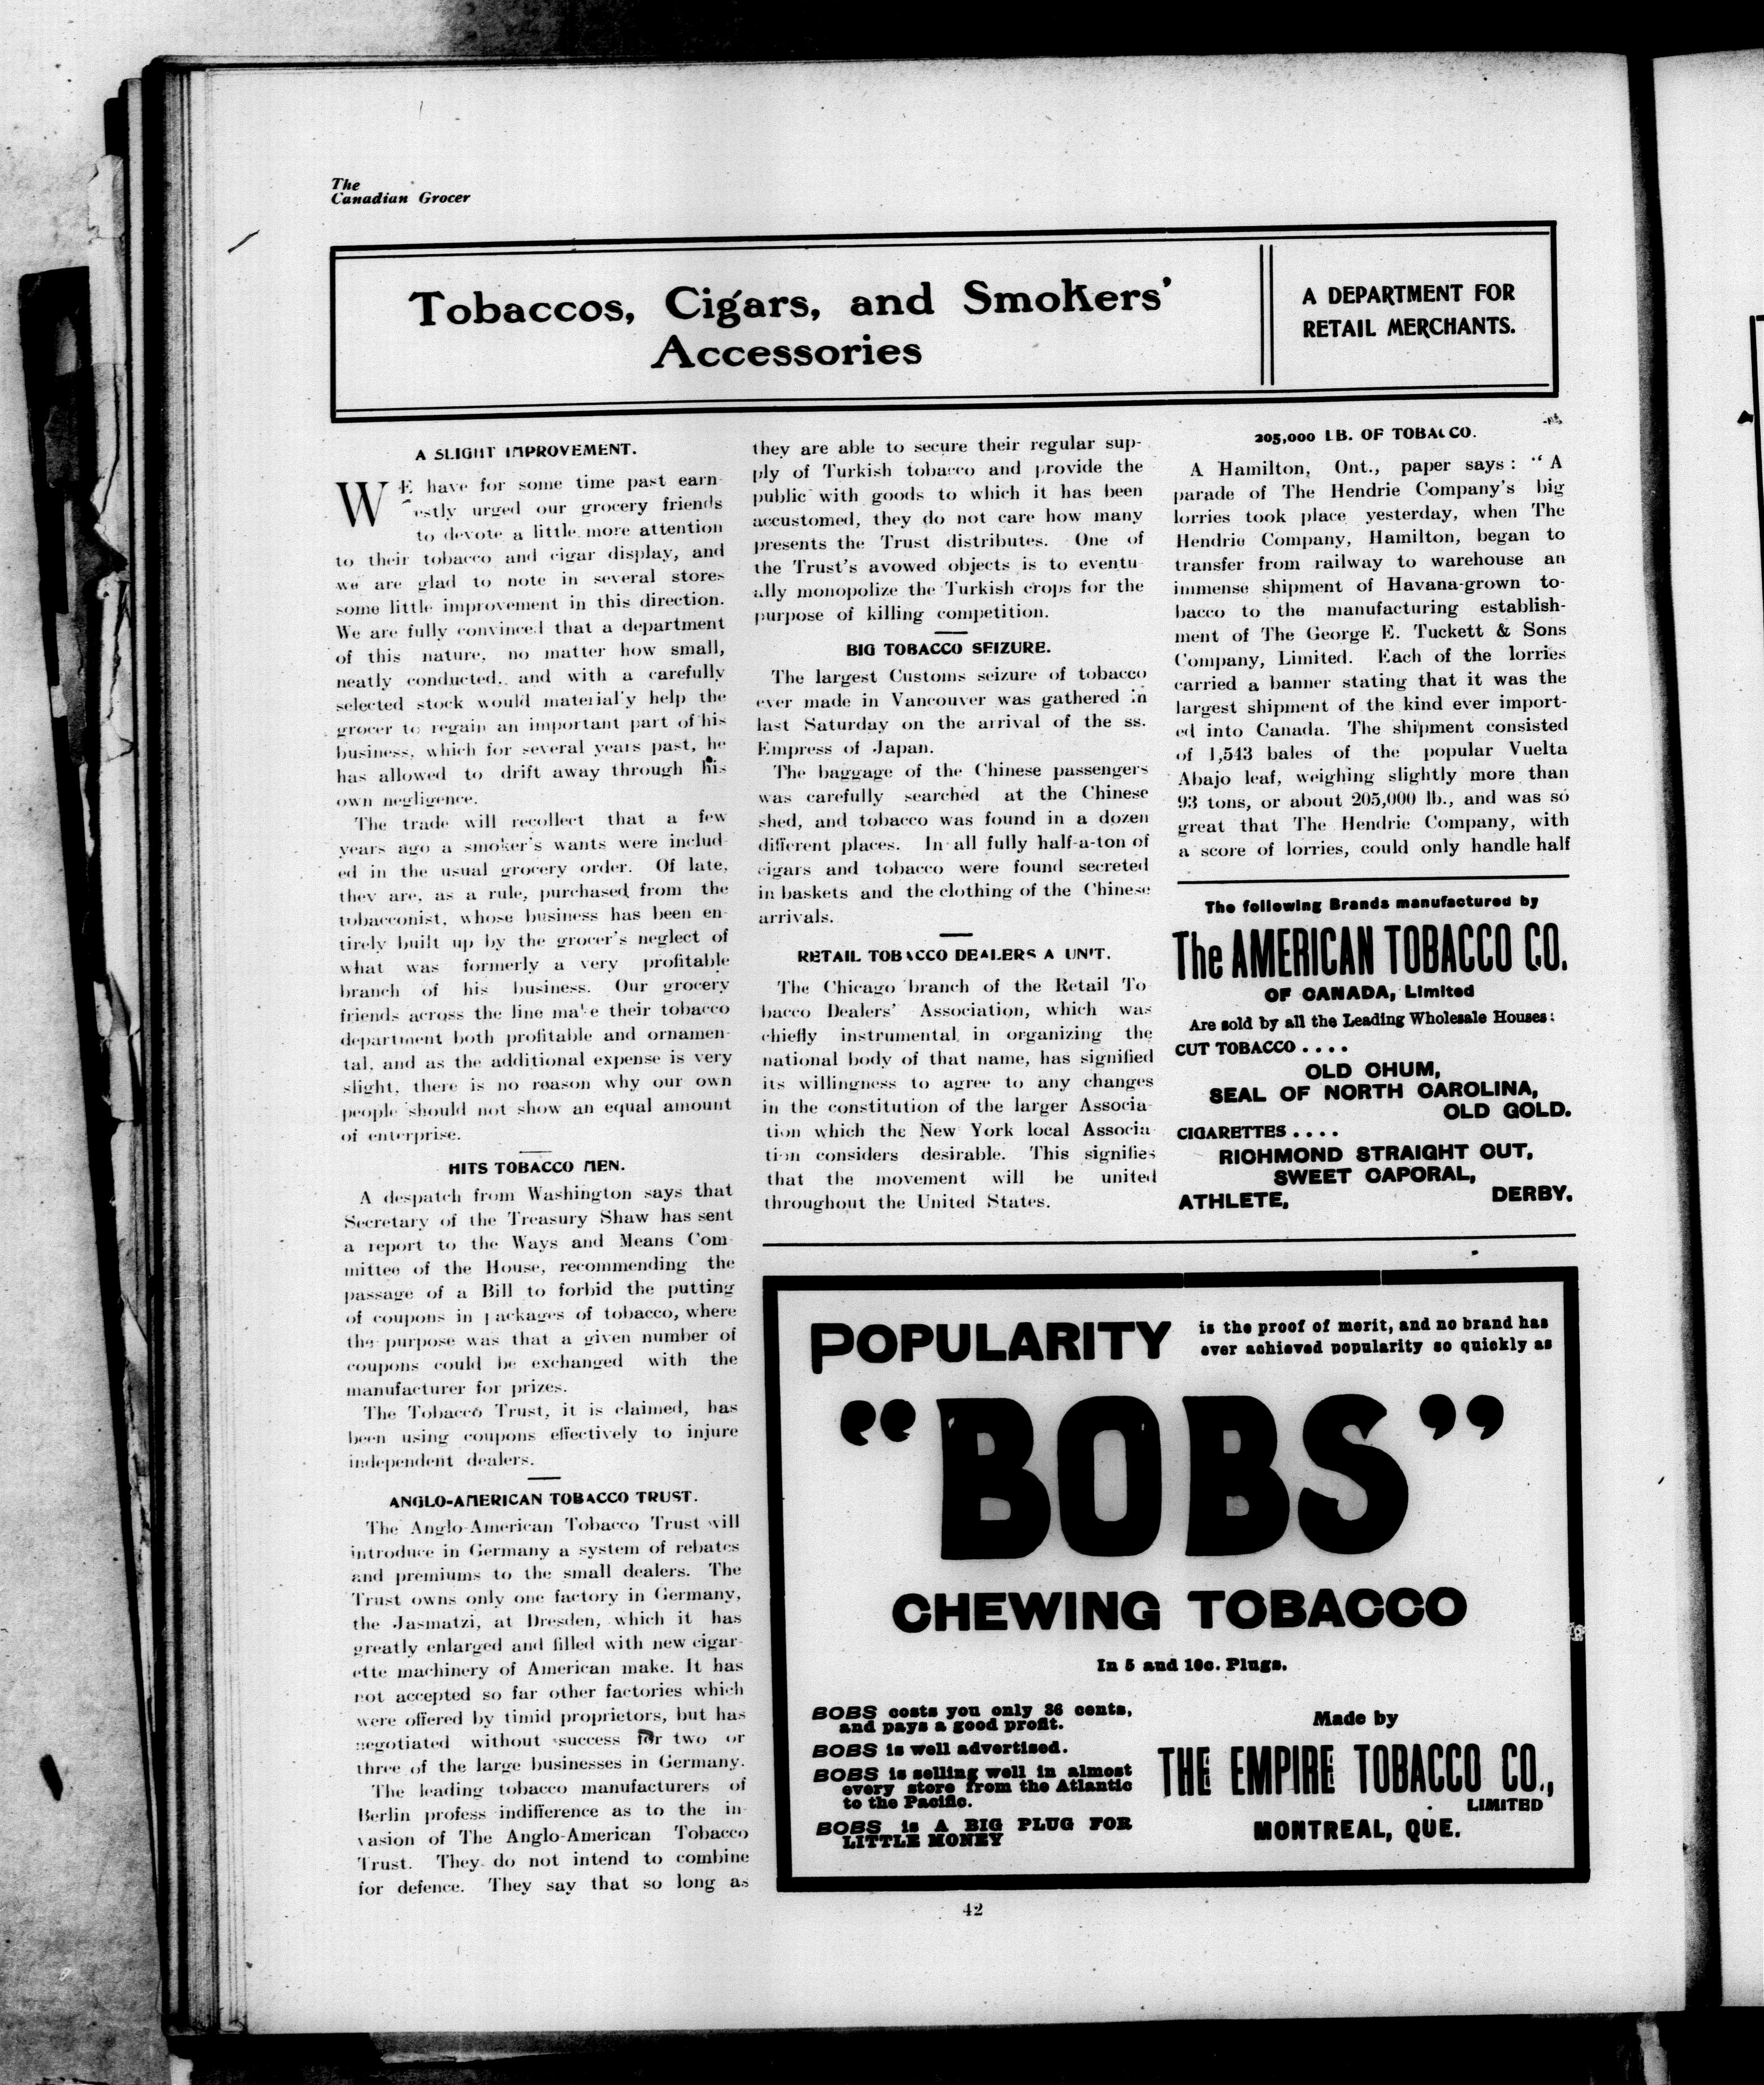 The
Canadian Grocer
Tobaccos, Cigars, and Smokers'
Accessories
A DEPARTMENT FOR
RETAIL MERCHANTS.
A SLIGHT IMPROVEMENT.
WE have for some time past earn-
estly urged our grocery friends
to devote a little more attention
to their tobacco and cigar display, and
we are glad to note in several stores
some little improvement in this direction.
We are fully convinced that a department
of this nature, no matter how small,
neatly conducted, and with a carefully
selected stock would materially help the
grocer to regain an important part of his
business, which for several years past, he
has allowed to drift away through his
own negligence.
The trade will recollect that a few
years ago a smoker's wants were includ-
ed in the usual grocery order. Of late,
they are, as a rule, purchased from the
tobacconist, whose business has been en-
tirely built up by the grocer's neglect of
what was formerly a very profitable
branch of his business. Our grocery
friends across the line make their tobacco
department both profitable and ornamen-
tal, and as the additional expense is very
slight, there is no reason why our own
people should not show an equal amount
of enterprise.
HITS TOBACCO MEN.
A despatch from Washington says that
Secretary of the Treasury Shaw has sent
a report to the Ways and Means Com-
mittee of the House, recommending the
passage of a Bill to forbid the putting
of coupons in packages of tobacco, where
the purpose was that a given number of
coupons could be exchanged with the
manufacturer for prizes.
The Tobacco Trust, it is claimed, has
been using coupons effectively to injure
independent dealers.
ANGLO-AMERICAN TOBACCO TRUST.
The Anglo-American Tobacco Trust will
introduce in Germany a system of rebates
and premiums to the small dealers. The
Trust owns only one factory in Germany,
the Jasmatzi, at Dresden, which it has
greatly enlarged and filled with new cigar-
ette machinery of American make. It has
not accepted so far other factories which
were offered by timid proprietors, but has
negotiated without success for two or
three of the large businesses in Germany.
The leading tobacco manufacturers of
Berlin profess indifference as to the in-
vasion of The Anglo-American Tobacco
Trust. They do not intend to combine
for defence. They say that so long as
they are able to secure their regular sup-
ply of Turkish tobacco and provide the
public with goods to which it has been
accustomed, they do not care how many
presents the Trust distributes. One of
the Trust's avowed objects is to eventu-
ally monopolize the Turkish crops for the
purpose of killing competition.
BIG TOBACCO SEIZURE.
The largest Customs seizure of tobacco
ever made in Vancouver was gathered in
last Saturday on the arrival of the ss.
Empress of Japan.
The baggage of the Chinese passengers
was carefully searched at the Chinese
shed, and tobacco was found in a dozen
different places. In all fully half-a-ton of
cigars and tobacco were found secreted
in baskets and the clothing of the Chinese
arrivals.
RETAIL TOBACCO DEALERS A UNIT.
The Chicago branch of the Retail To-
bacco Dealers' Association, which was
chiefly instrumental in organizing the
national body of that name, has signified
its willingness to agree to any changes
in the constitution of the larger Associa-
tion which the New York local Associa-
tion considers desirable. This signifies
that the movement will be united
throughout the United States.
205,000 LB. OF TOBACCO.
A Hamilton, Ont., paper says: "A
parade of The Hendrie Company's big
lorries took place yesterday, when The
Hendrie Company, Hamilton, began to
transfer from railway to warehouse an
immense shipment of Havana-grown to-
bacco to the manufacturing establish-
ment of The George E. Tuckett & Sons
Company, Limited. Each of the lorries
carried a banner stating that it was the
largest shipment of the kind ever import-
ed into Canada. The shipment consisted
of 1,543 bales of the popular Vuelta
Abajo leaf, weighing slightly more than
93 tons, or about 205,000 lb., and was so
great that The Hendrie Company, with
a score of lorries, could only handle half
The following Brands manufactured by
The AMERICAN TOBACCO CO.
OF CANADA, Limited
Are sold by all the Leading Wholesale Houses:
CUT TOBACCO . . . .
OLD CHUM,
SEAL OF NORTH CAROLINA,
OLD GOLD.
CIGARETTES . . . .
RICHMOND STRAIGHT CUT,
SWEET CAPORAL,
ATHLETE, DERBY.
POPULARITY is the proof of merit, and no brand has
ever achieved popularity so quickly as
"BOBS"
CHEWING TOBACCO
In 5 and 10c. Plugs.
BOBS costs you only 36 cents,
and pays a good profit.
BOBS is well advertised.
BOBS is selling well in almost
every store from the Atlantic
to the Pacific.
BOBS is A BIG PLUG FOR
LITTLE MONEY
Made by
THE EMPIRE TOBACCO CO.,
LIMITED
MONTREAL, QUE.
42